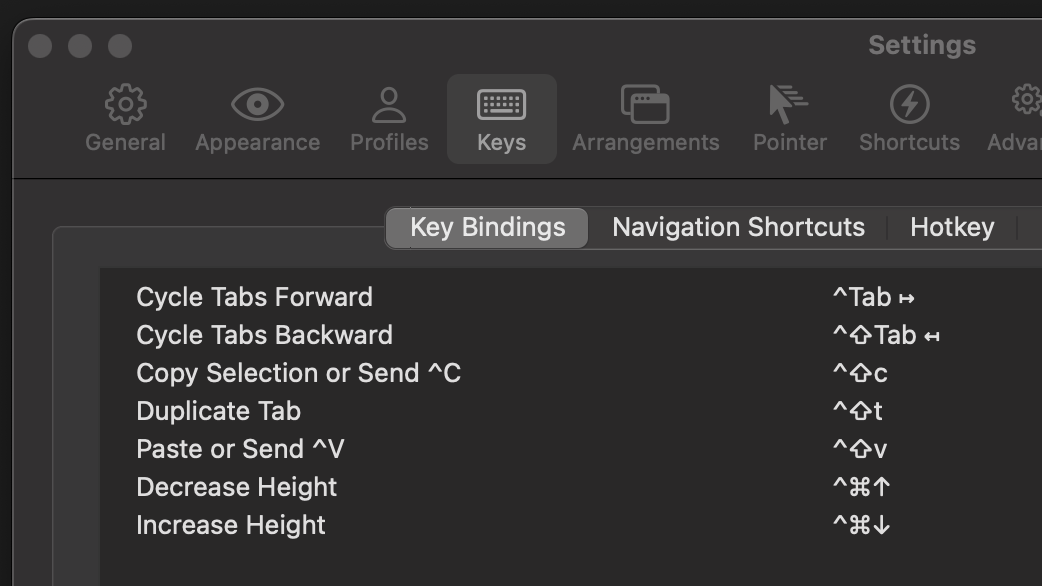 Settings
General Appearance Profiles Keys Arrangements Pointer Shortcuts
Key Bindings Navigation Shortcuts Hotkey
Cycle Tabs Forward ^Tab ↦
Cycle Tabs Backward ^⇧Tab ↤
Copy Selection or Send ^C ^⇧c
Duplicate Tab ^⇧t
Paste or Send ^V ^⇧v
Decrease Height ^⌘↑
Increase Height ^⌘↓